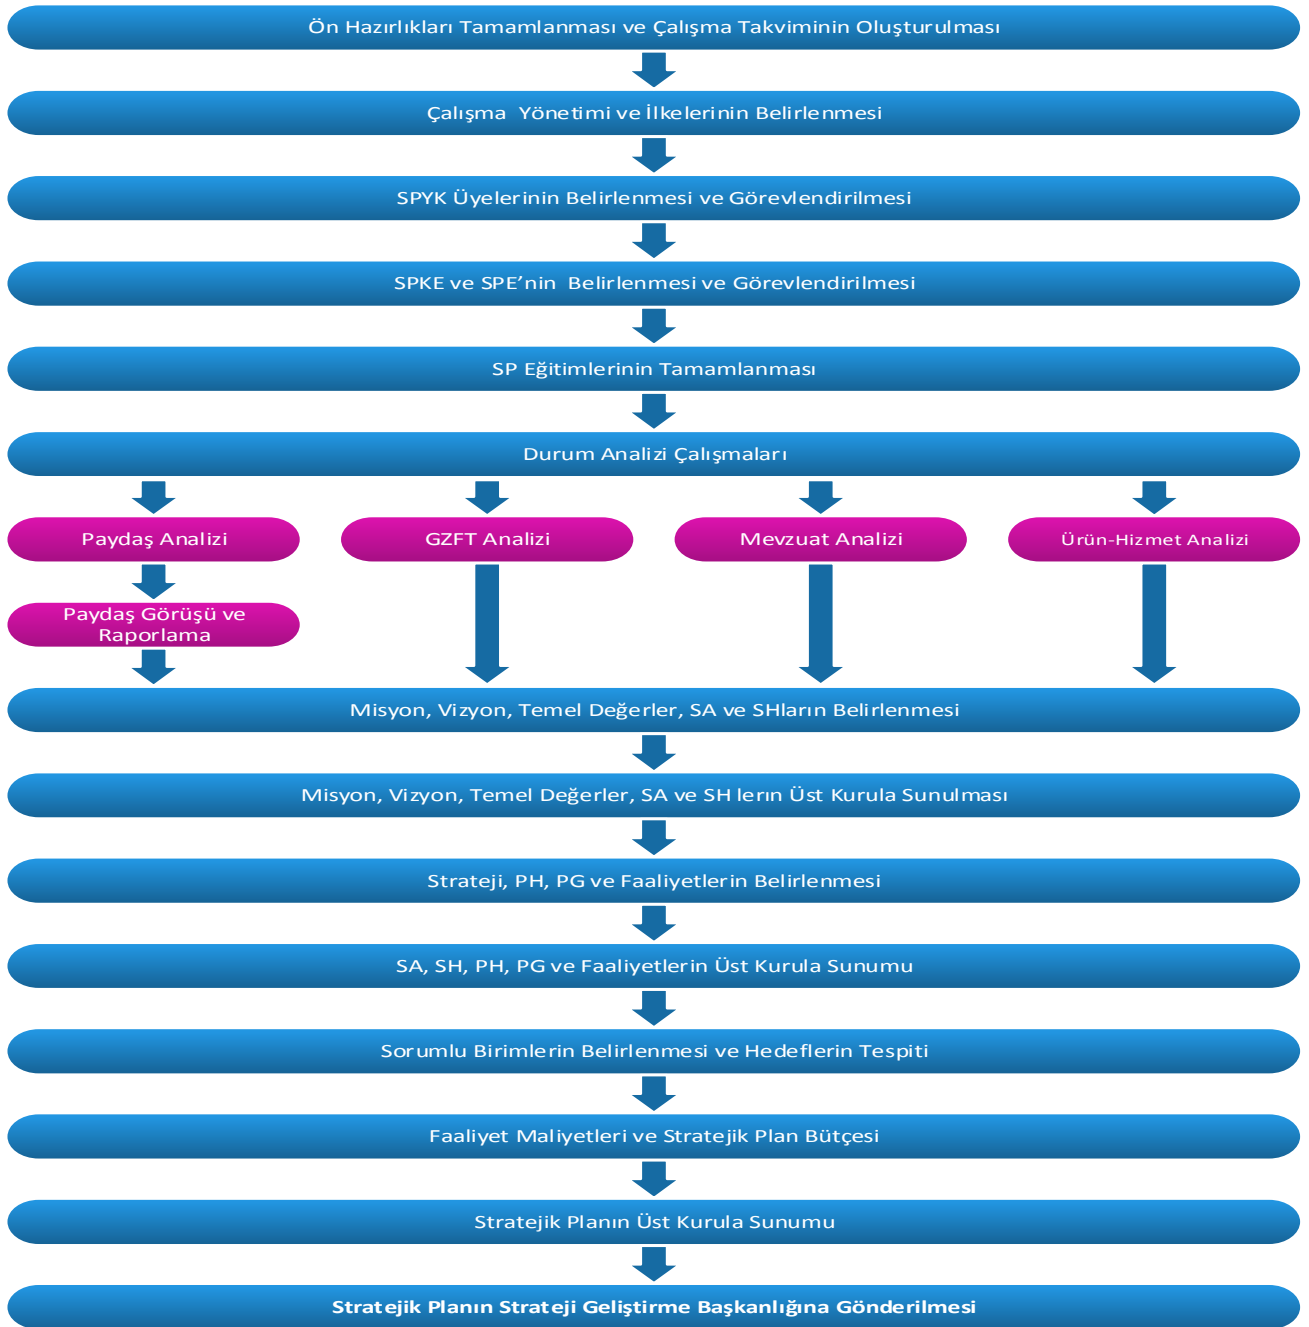 Ön Hazırlıkları Tamamlanması ve Çalışma Takviminin Oluşturulması
Çalışma Yönetimi ve İlkelerinin Belirlenmesi
SPYK Üyelerinin Belirlenmesi ve Görevlendirilmesi
SPKE ve SPE’nin Belirlenmesi ve Görevlendirilmesi
SP Eğitimlerinin Tamamlanması
Durum Analizi Çalışmaları
Paydaş Analizi
GZFT Analizi
Mevzuat Analizi
Ürün-Hizmet Analizi
Paydaş Görüşü ve
Raporlama
Misyon, Vizyon, Temel Değerler, SA ve SHların Belirlenmesi
Misyon, Vizyon, Temel Değerler, SA ve SH lerın Üst Kurula Sunulması
Strateji, PH, PG ve Faaliyetlerin Belirlenmesi
SA, SH, PH, PG ve Faaliyetlerin Üst Kurula Sunumu
Sorumlu Birimlerin Belirlenmesi ve Hedeflerin Tespiti
Faaliyet Maliyetleri ve Stratejik Plan Bütçesi
Stratejik Planın Üst Kurula Sunumu
Stratejik Planın Strateji Geliştirme Başkanlığına Gönderilmesi